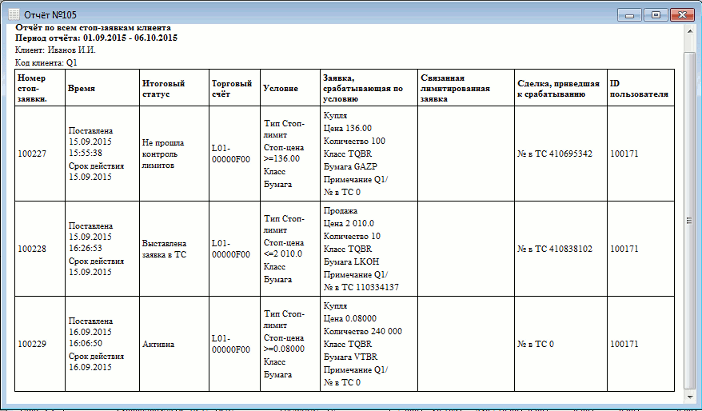 Отчёт №105
Отчёт по всем стоп-заявкам клиента
Период отчёта: 01.09.2015 - 06.10.2015
Клиент: Иванов И.И.
Код клиента: Q1
Номер стоп-заявки.
Время
Итоговый статус
Торговый счёт
Условие
Заявка, срабатывающая по условию
Связанная лимитированная заявка
Сделка, приведшая к срабатыванию
ID пользователя
100227
Поставлена
15.09.2015
15:55:38
Срок действия
15.09.2015
Не прошла
контроль
лимитов
L01-
00000F00
Тип Стоп-
лимит
Стоп-цена
>=136.00
Класс
Бумага
Купля
Цена 136.00
Количество 100
Класс TQBR
Бумага GAZP
Примечание Q1/
№ в ТС 0
№ в ТС 410695342
100171
100228
Поставлена
15.09.2015
16:26:53
Срок действия
15.09.2015
Выставлена
заявка в ТС
L01-
00000F00
Тип Стоп-
лимит
Стоп-цена
<=2 010.0
Класс
Бумага
Продажа
Цена 2 010.0
Количество 10
Класс TQBR
Бумага LKOH
Примечание Q1/
№ в ТС 110334137
№ в ТС 410838102
100171
100229
Поставлена
16.09.2015
16:06:50
Срок действия
16.09.2015
Активна
L01-
00000F00
Тип Стоп-
лимит
Стоп-цена
>=0.08000
Класс
Бумага
Купля
Цена 0.08000
Количество 240 000
Класс TQBR
Бумага VTBR
Примечание Q1/
№ в ТС 0
№ в ТС 0
100171